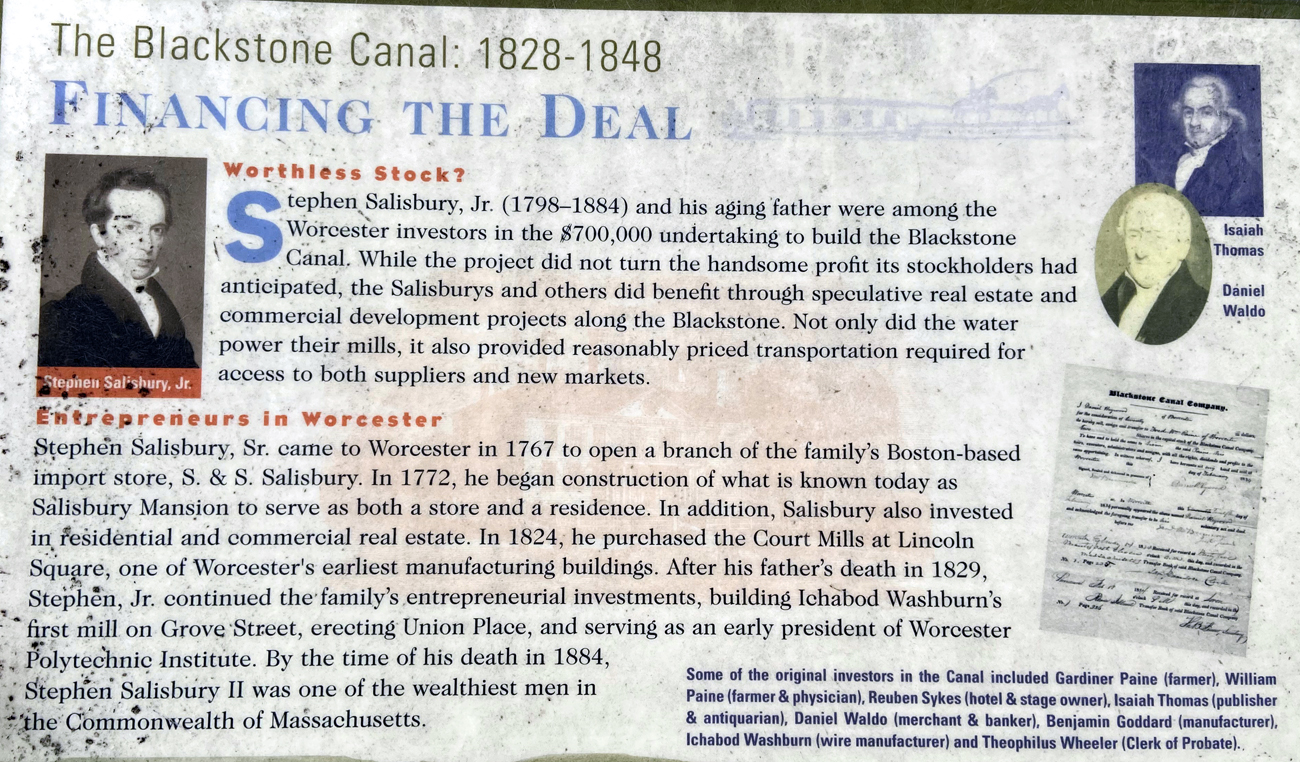 The Blackstone Canal: 1828-1848
FINANCING THE DEAL
Worthless Stock?
Stephen Salisbury, Jr. (1798–1884) and his aging father were among the
Worcester investors in the $700,000 undertaking to build the Blackstone
Canal. While the project did not turn the handsome profit its stockholders had
anticipated, the Salisburys and others did benefit through speculative real estate and
commercial development projects along the Blackstone. Not only did the water
power their mills, it also provided reasonably priced transportation required for
access to both suppliers and new markets.
Stephen Salisbury, Jr.
Entrepreneurs in Worcester
Stephen Salisbury, Sr. came to Worcester in 1767 to open a branch of the family's Boston-based
import store, S. & S. Salisbury. In 1772, he began construction of what is known today as
Salisbury Mansion to serve as both a store and a residence. In addition, Salisbury also invested
in residential and commercial real estate. In 1824, he purchased the Court Mills at Lincoln
Square, one of Worcester's earliest manufacturing buildings. After his father's death in 1829,
Stephen, Jr. continued the family's entrepreneurial investments, building Ichabod Washburn's
first mill on Grove Street, erecting Union Place, and serving as an early president of Worcester
Polytechnic Institute. By the time of his death in 1884,
Stephen Salisbury II was one of the wealthiest men in
the Commonwealth of Massachusetts.
Isaiah
Thomas
Daniel
Waldo
Blackstone Canal Company.
Some of the original investors in the Canal included Gardiner Paine (farmer), William
Paine (farmer & physician), Reuben Sykes (hotel & stage owner), Isaiah Thomas (publisher
& antiquarian), Daniel Waldo (merchant & banker), Benjamin Goddard (manufacturer),
Ichabod Washburn (wire manufacturer) and Theophilus Wheeler (Clerk of Probate).